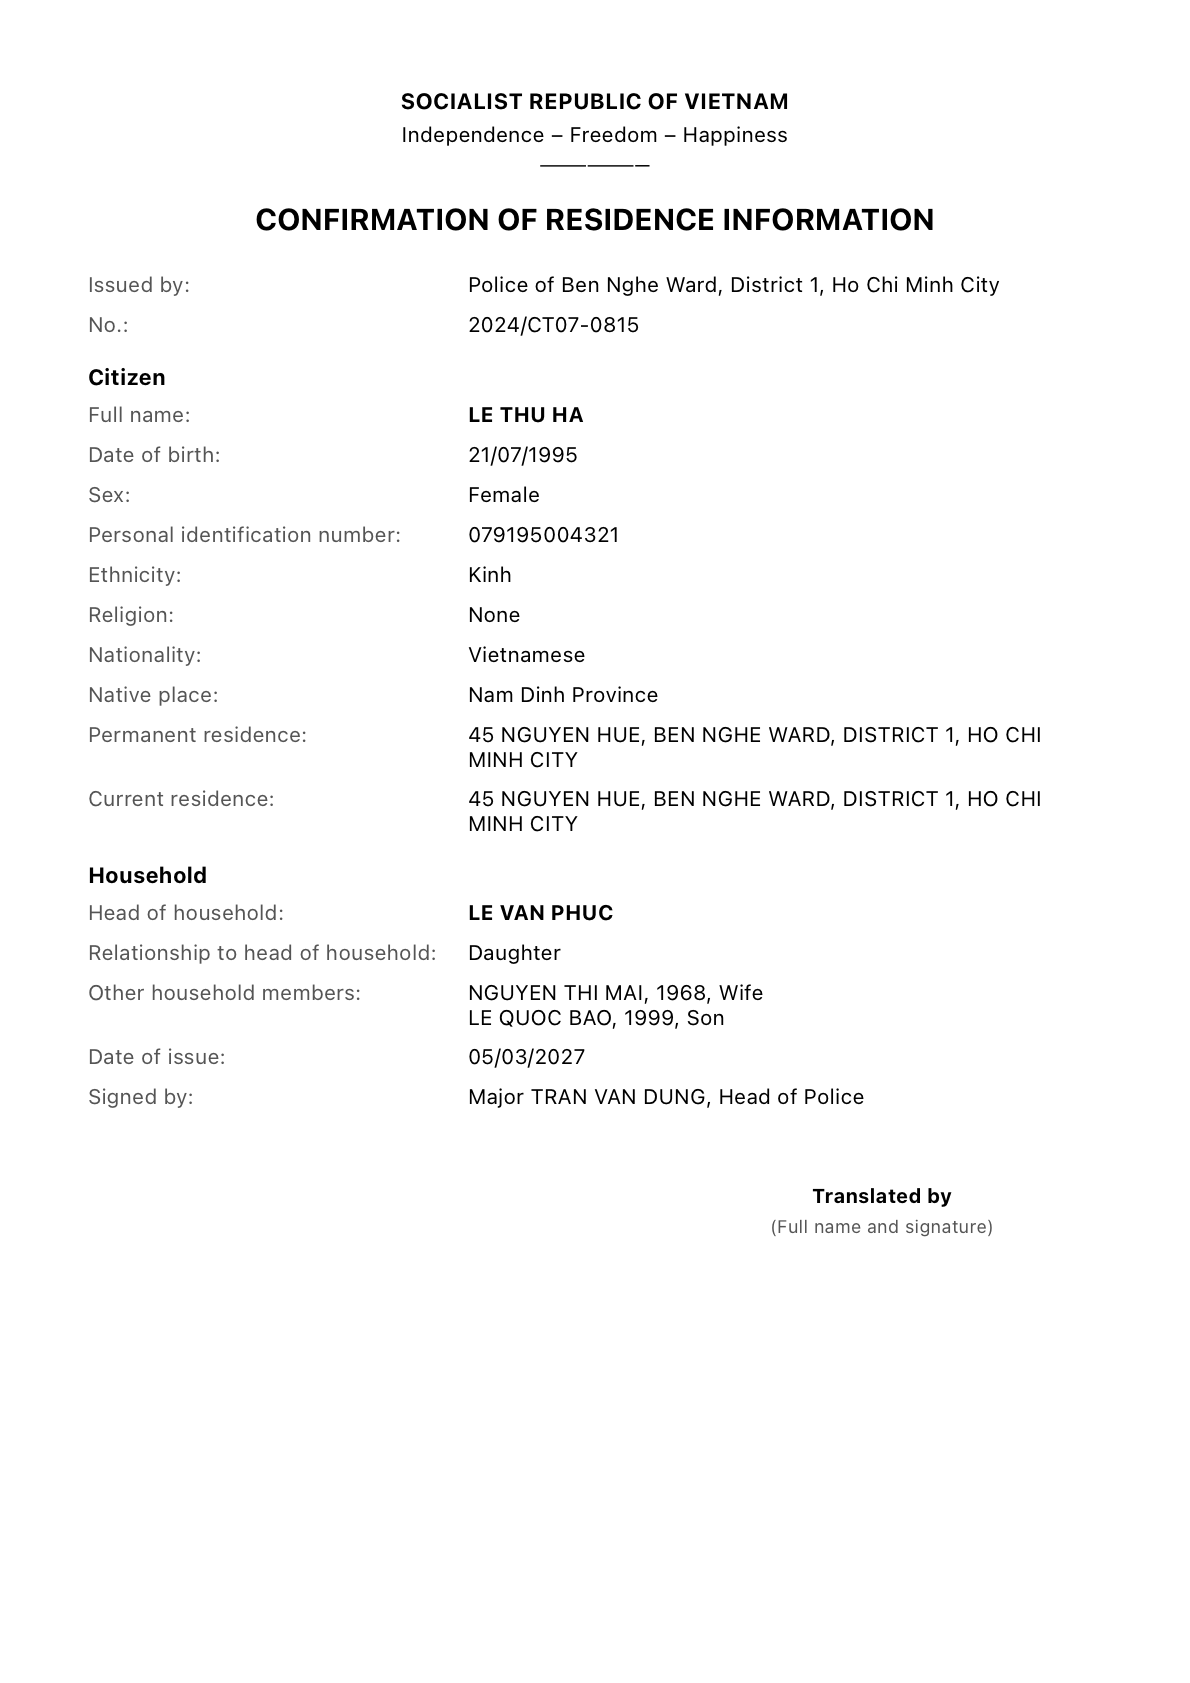 SOCIALIST REPUBLIC OF VIETNAM
Independence – Freedom – Happiness
CONFIRMATION OF RESIDENCE INFORMATION
Issued by: Police of Ben Nghe Ward, District 1, Ho Chi Minh City
No.: 2024/CT07-0815
Citizen
Full name: LE THU HA
Date of birth: 21/07/1995
Sex: Female
Personal identification number: 079195004321
Ethnicity: Kinh
Religion: None
Nationality: Vietnamese
Native place: Nam Dinh Province
Permanent residence: 45 NGUYEN HUE, BEN NGHE WARD, DISTRICT 1, HO CHI
MINH CITY
Current residence: 45 NGUYEN HUE, BEN NGHE WARD, DISTRICT 1, HO CHI
MINH CITY
Household
Head of household: LE VAN PHUC
Relationship to head of household: Daughter
Other household members: NGUYEN THI MAI, 1968, Wife
LE QUOC BAO, 1999, Son
Date of issue: 05/03/2027
Signed by: Major TRAN VAN DUNG, Head of Police
Translated by
(Full name and signature)